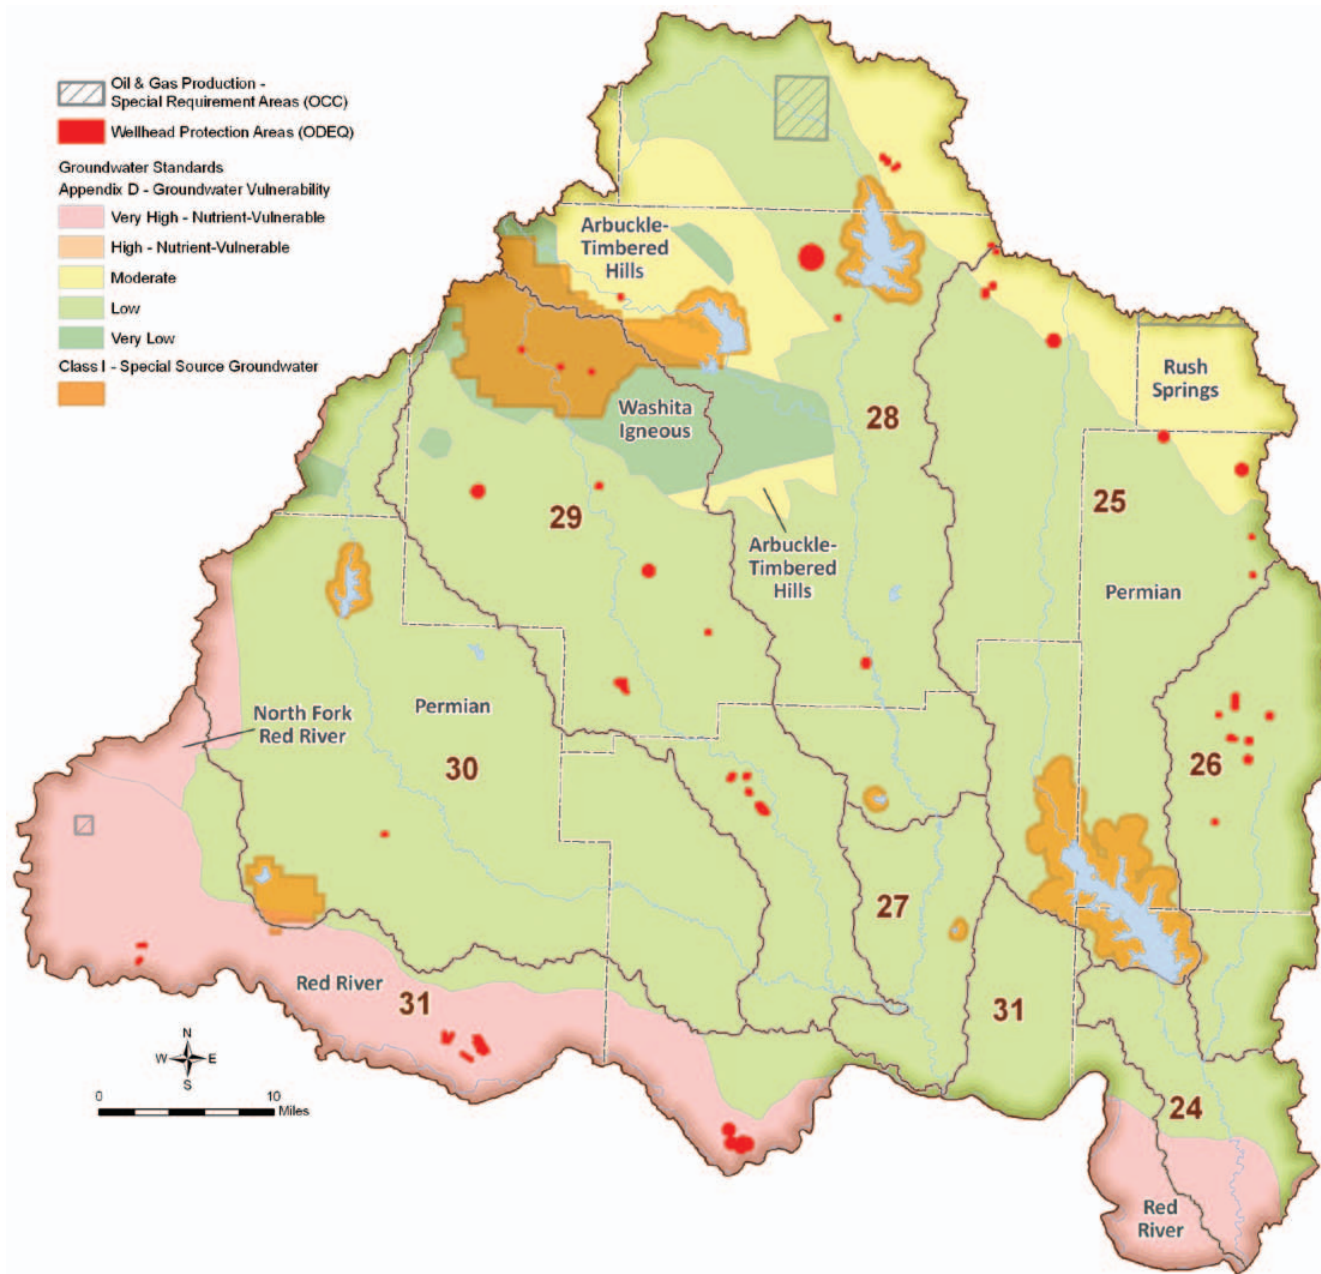 Oil & Gas Production -
Special Requirement Areas (OCC)
Wellhead Protection Areas (ODEQ)
Groundwater Standards
Appendix D - Groundwater Vulnerability
Very High - Nutrient-Vulnerable
High - Nutrient-Vulnerable
Moderate
Low
Very Low
Class I - Special Source Groundwater
Arbuckle-
Timbered
Hills
Rush
Springs
Washita
Igneous
28
29
25
Arbuckle-
Timbered
Hills
Permian
North Fork
Red River
Permian
30
26
27
Red River
31
31
24
Red
River
N
W
E
S
0
10
Miles